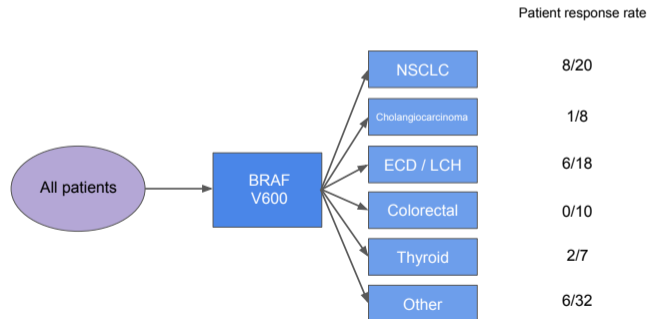 Patient response rate
NSCLC 8/20
Cholangiocarcinoma 1/8
All patients
BRAF
V600
ECD / LCH 6/18
Colorectal 0/10
Thyroid 2/7
Other 6/32